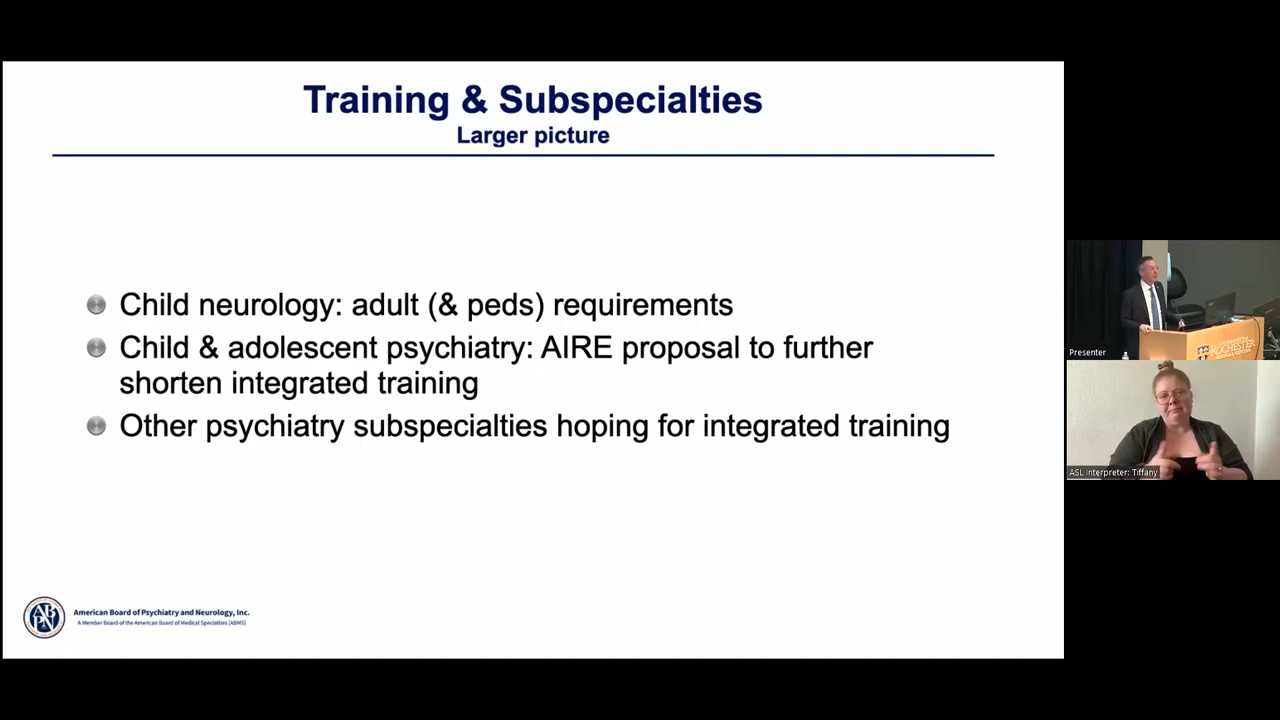 Training & Subspecialties
Larger picture
Child neurology: adult (& peds) requirements
Child & adolescent psychiatry: AIRE proposal to further
shorten integrated training
Other psychiatry subspecialties hoping for integrated training
ABPN
American Board of Psychiatry and Neurology, Inc.
A Member Board of the American Board of Medical Specialties (ABMS)
Presenter
ROCHESTER
ASL Interpreter: Tiffany